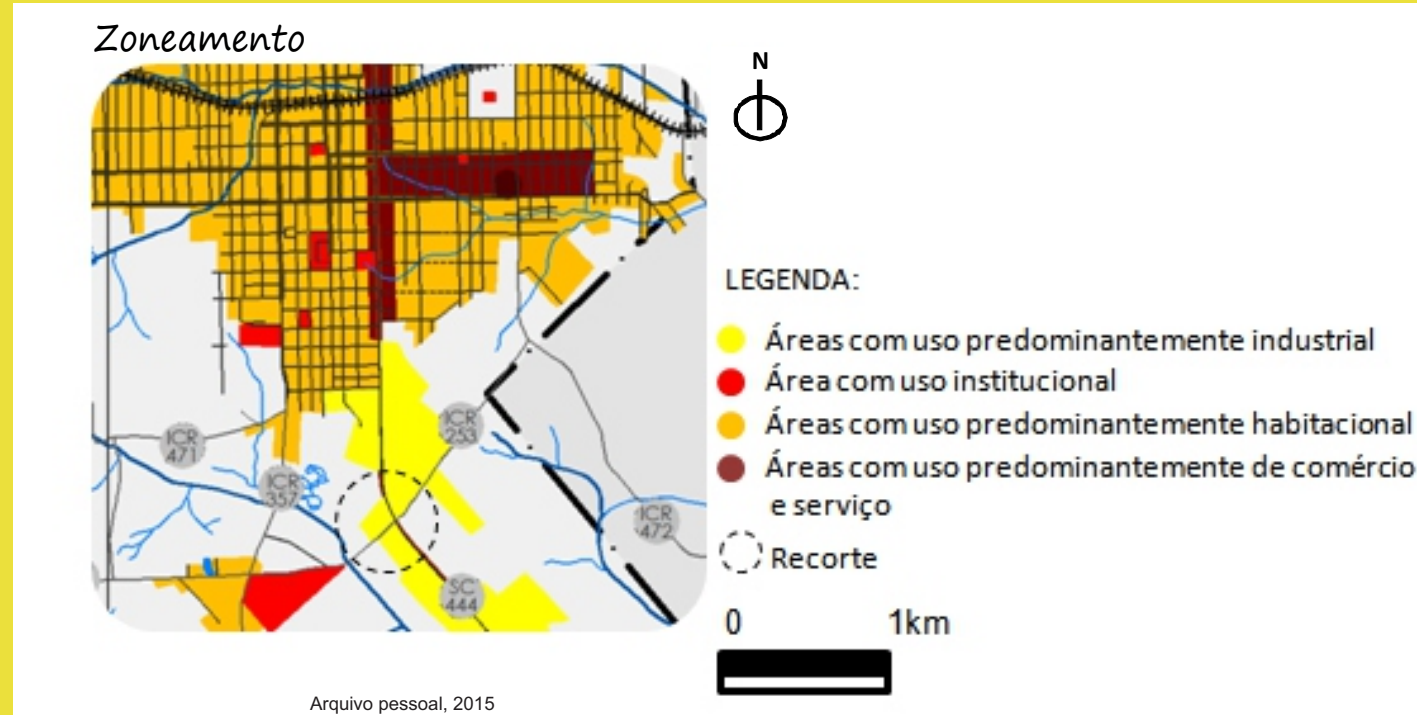 Zoneamento
N
ICR
471
ICR
253
ICR
357
ICR
472
SC
444
LEGENDA:
Áreas com uso predominantemente industrial
Área com uso institucional
Áreas com uso predominantemente habitacional
Áreas com uso predominantemente de comércio
e serviço
Recorte
0 1km
Arquivo pessoal, 2015